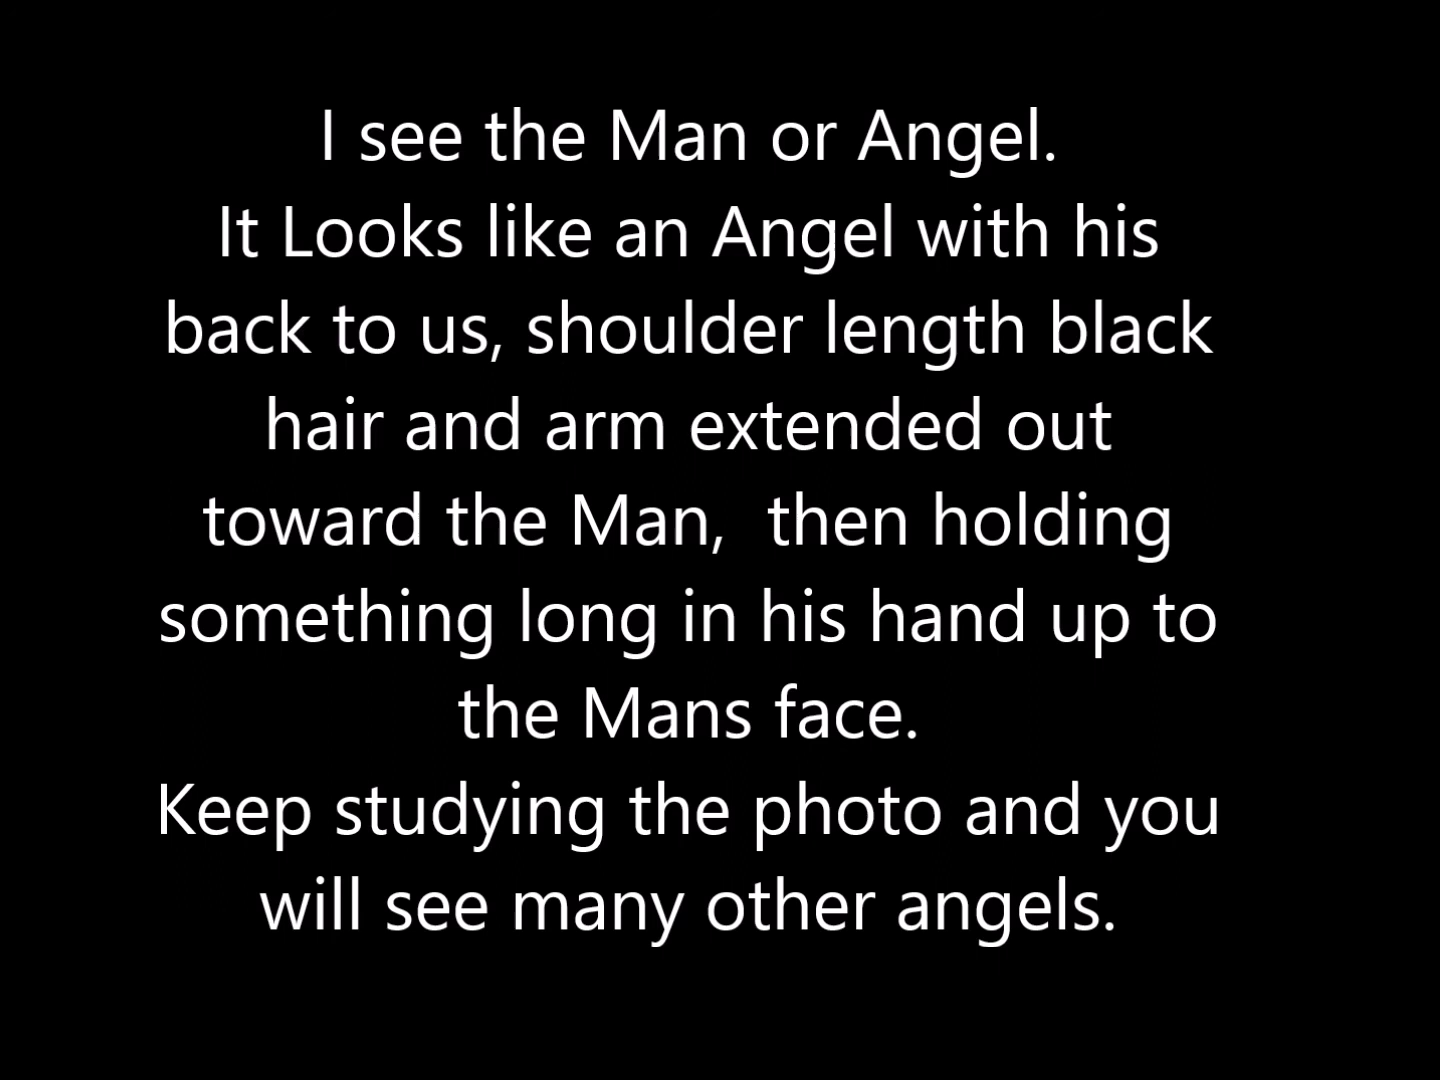 I see the Man or Angel.
It Looks like an Angel with his
back to us, shoulder length black
hair and arm extended out
toward the Man,  then holding
something long in his hand up to
the Mans face.
Keep studying the photo and you
will see many other angels.